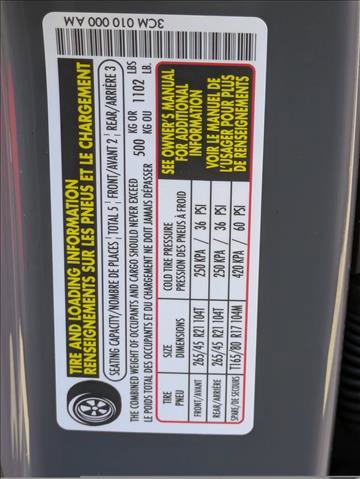 3CM 010 000 AM
TIRE AND LOADING INFORMATION
RENSEIGNEMENTS SUR LES PNEUS ET LE CHARGEMENT
SEATING CAPACITY/NOMBRE DE PLACES TOTAL 5 FRONT/AVANT 2 REAR/ARRIÈRE 3
THE COMBINED WEIGHT OF OCCUPANTS AND CARGO SHOULD NEVER EXCEED 500 KG OR 1102 LBS
LE POIDS TOTAL DES OCCUPANTS ET DU CHARGEMENT NE DOIT JAMAIS DÉPASSER 500 KG OU 1102 LB.
TIRE SIZE COLD TIRE PRESSURE
PNEU DIMENSIONS PRESSION DES PNEUS À FROID
FRONT/AVANT 265/45 R21 104T 250 KPA / 36 PSI
REAR/ARRIÈRE 265/45 R21 104T 250 KPA / 36 PSI
SPARE/DE SECOURS T165/80 R17 104M 420 KPA / 60 PSI
SEE OWNER'S MANUAL
FOR ADDITIONAL
INFORMATION
VOIR LE MANUEL DE
L'USAGER POUR PLUS
DE RENSEIGNEMENTS